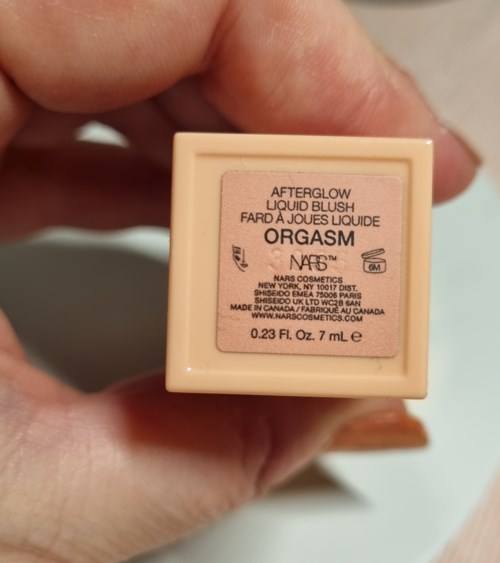 AFTERGLOW
LIQUID BLUSH
FARD À JOUES LIQUIDE
ORGASM
NARS™
6M
NARS COSMETICS
NEW YORK, NY 10017 DIST.
SHISEIDO EMEA 75008 PARIS
SHISEIDO UK LTD WC2B 6AN
MADE IN CANADA / FABRIQUÉ AU CANADA
WWW.NARSCOSMETICS.COM
0.23 Fl. Oz. 7 mL ℮